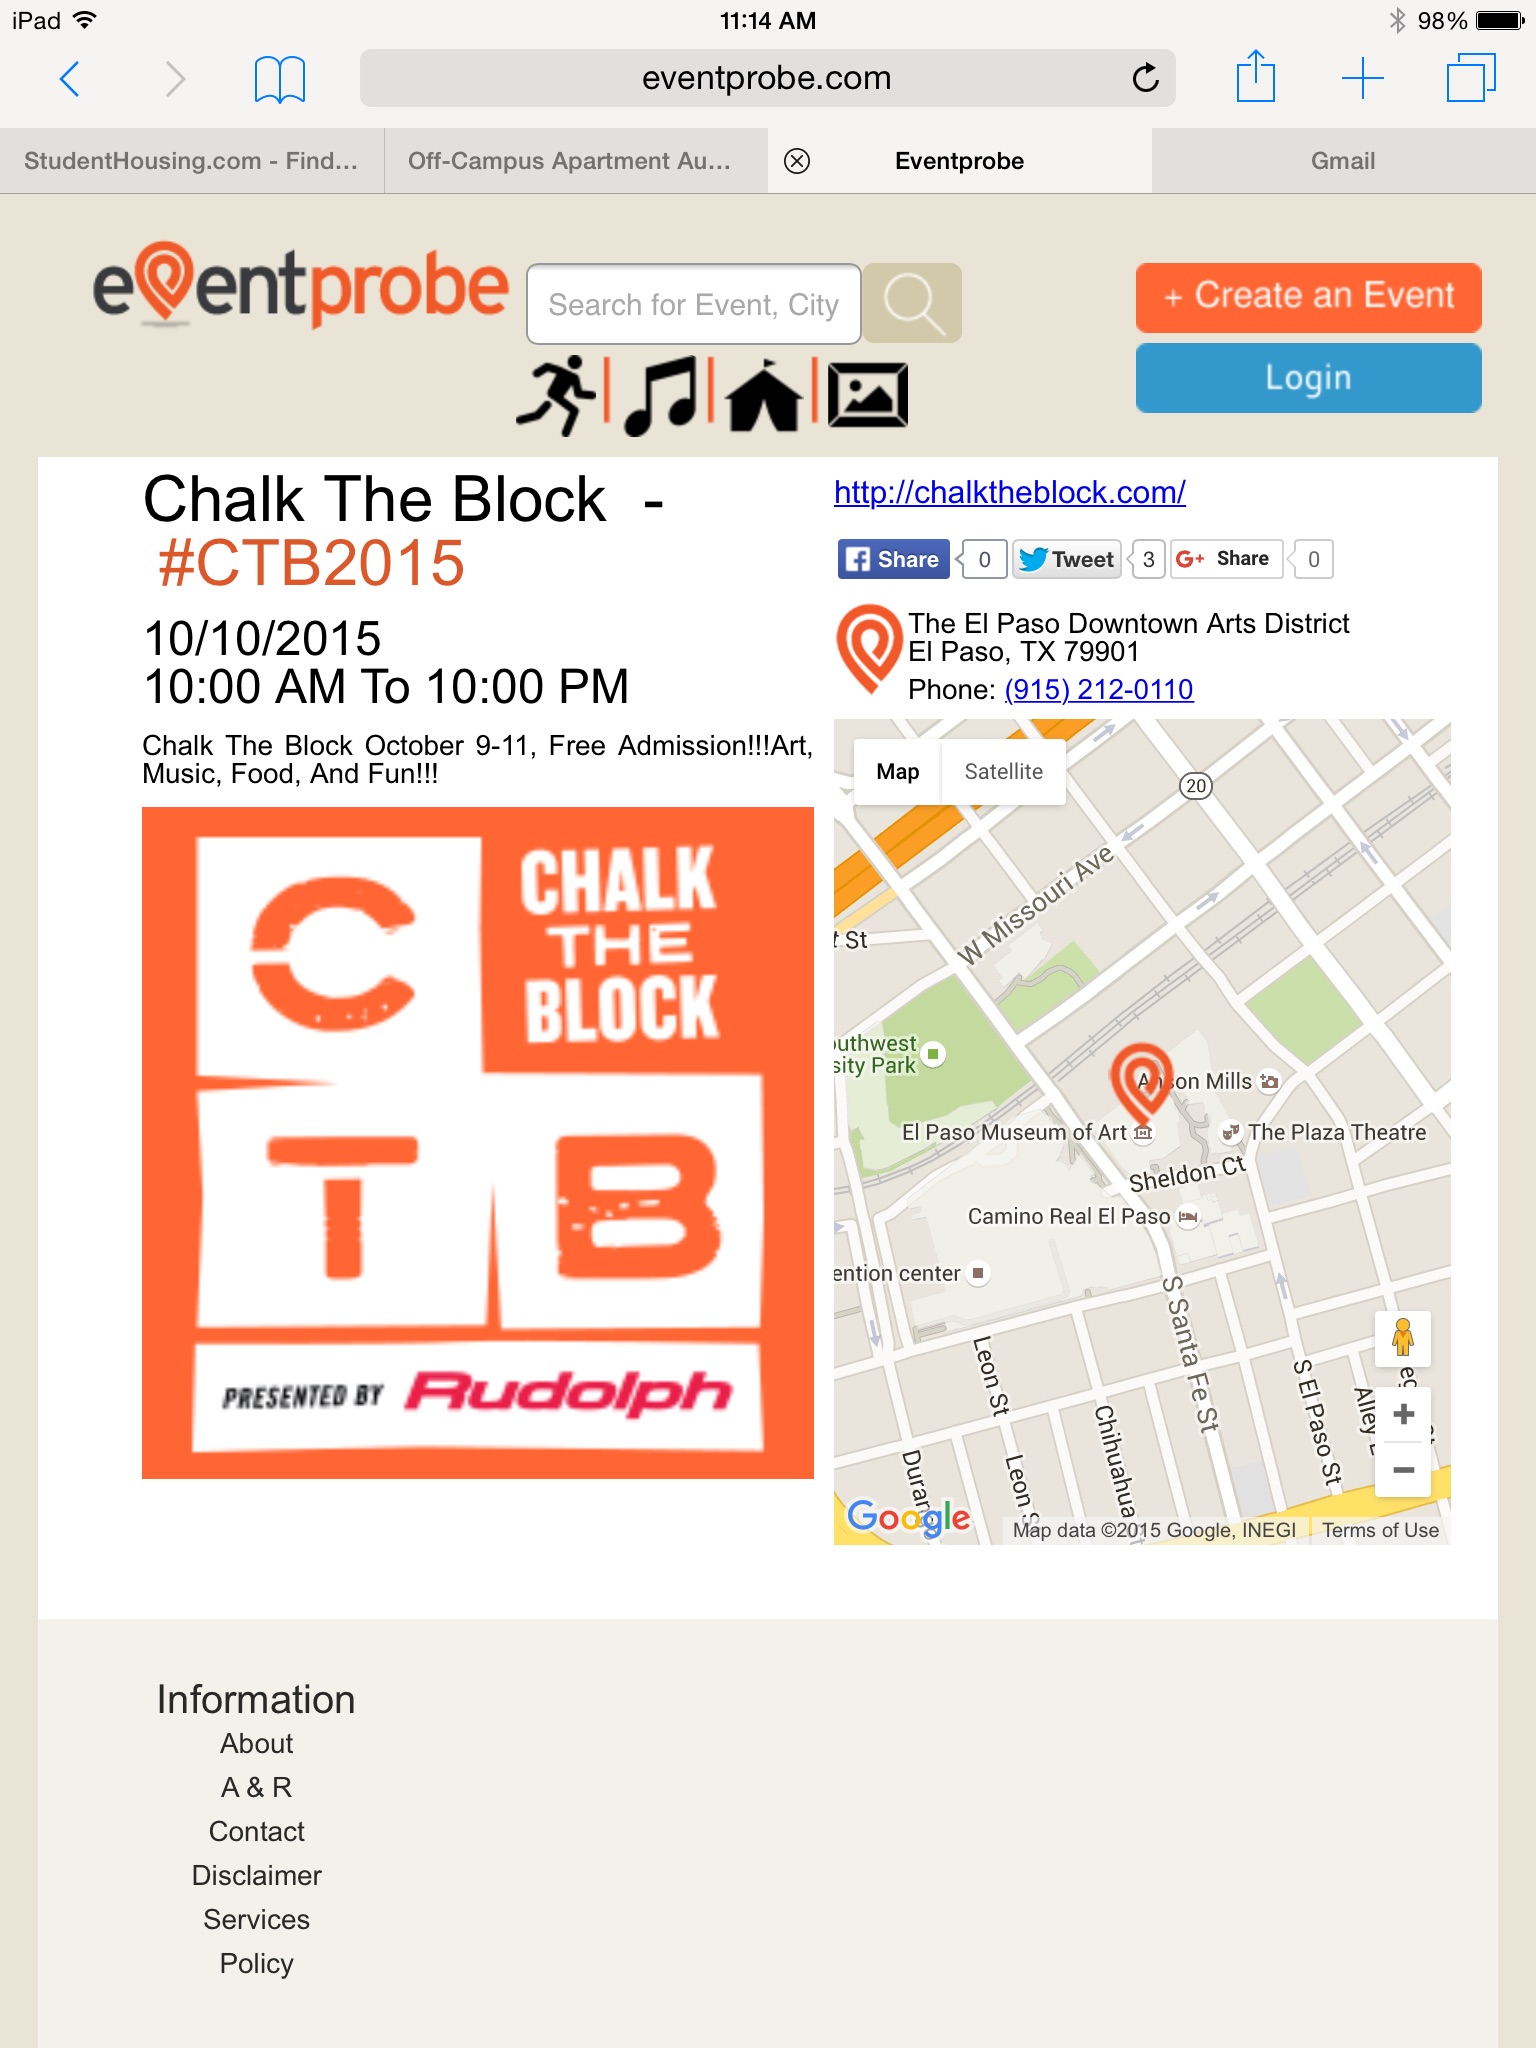 iPad
11:14 AM
98%
eventprobe.com
StudentHousing.com - Find...
Off-Campus Apartment Au...
Eventprobe
Gmail
eventprobe
Search for Event, City
+ Create an Event
Login
Chalk The Block -
#CTB2015
10/10/2015
10:00 AM To 10:00 PM
Chalk The Block October 9-11, Free Admission!!!Art,
Music, Food, And Fun!!!
CHALK
THE
BLOCK
C
T B
PRESENTED BY Rudolph
http://chalktheblock.com/
Share 0 Tweet 3 G+ Share 0
The El Paso Downtown Arts District
El Paso, TX 79901
Phone: (915) 212-0110
Map Satellite
20
W Missouri Ave
t St
outhwest
sity Park
Anson Mills
El Paso Museum of Art
The Plaza Theatre
Sheldon Ct
Camino Real El Paso
ention center
S Santa Fe St
Leon St
S El Paso St
Alley
Chihuahua
Leon S
Duran
Google
Map data ©2015 Google, INEGI
Terms of Use
Information
About
A & R
Contact
Disclaimer
Services
Policy